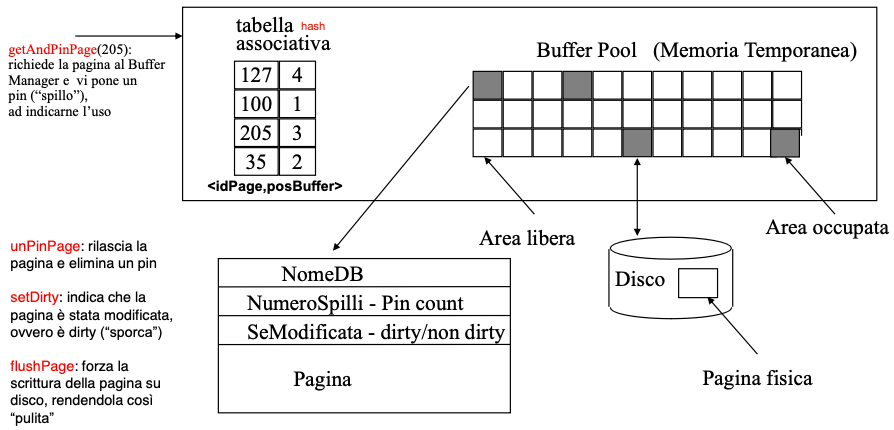 getAndPinPage(205):
richiede la pagina al Buffer
Manager e vi pone un
pin (“spillo”),
ad indicarne l’uso
tabella hash
associativa
127 4
100 1
205 3
35 2
<idPage,posBuffer>
Buffer Pool (Memoria Temporanea)
Area libera
Area occupata
unPinPage: rilascia la
pagina e elimina un pin
setDirty: indica che la
pagina è stata modificata,
ovvero è dirty (“sporca”)
flushPage: forza la
scrittura della pagina su
disco, rendendola così
“pulita”
NomeDB
NumeroSpilli - Pin count
SeModificata - dirty/non dirty
Pagina
Disco
Pagina fisica